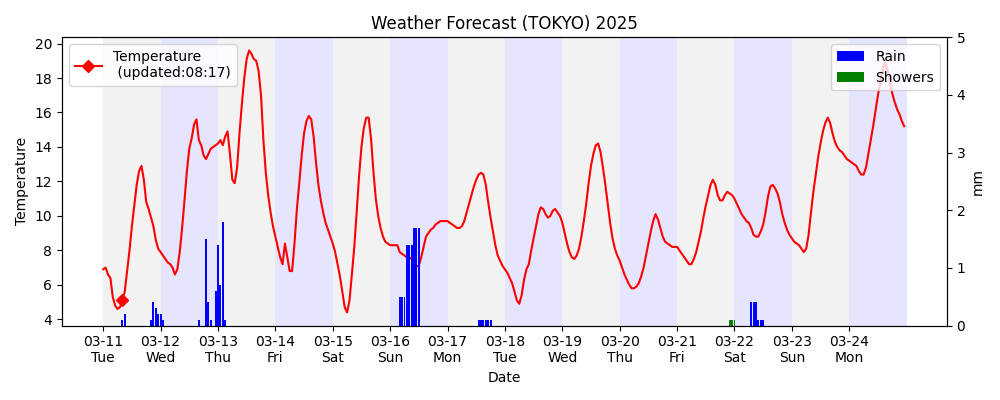 Weather Forecast (TOKYO) 2025
Temperature
(updated:08:17)
Rain
Showers
20
18
16
14
12
10
8
6
4
Temperature
5
4
3
2
1
0
mm
03-11 03-12 03-13 03-14 03-15 03-16 03-17 03-18 03-19 03-20 03-21 03-22 03-23 03-24
Tue Wed Thu Fri Sat Sun Mon Tue Wed Thu Fri Sat Sun Mon
Date